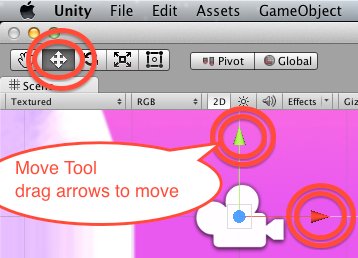 Unity File Edit Assets GameObject
Pivot Global
Scene
Textured RGB 2D Effects Giz
Move Tool
drag arrows to move